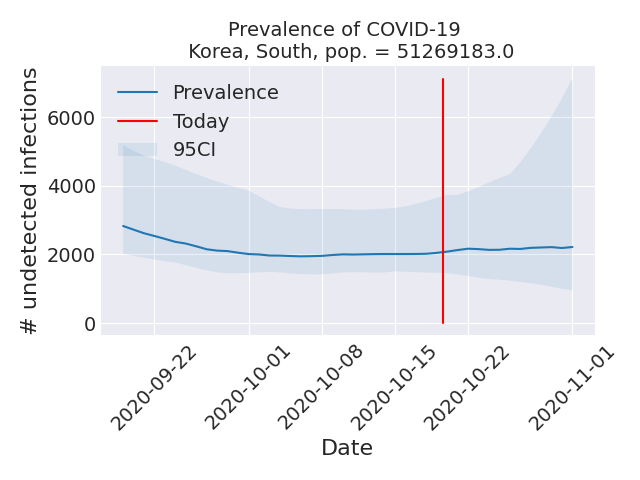 Prevalence of COVID-19
Korea, South, pop. = 51269183.0
# undetected infections
6000
4000
2000
0
Prevalence
Today
95CI
2020-09-22
2020-10-01
2020-10-08
2020-10-15
2020-10-22
2020-11-01
Date